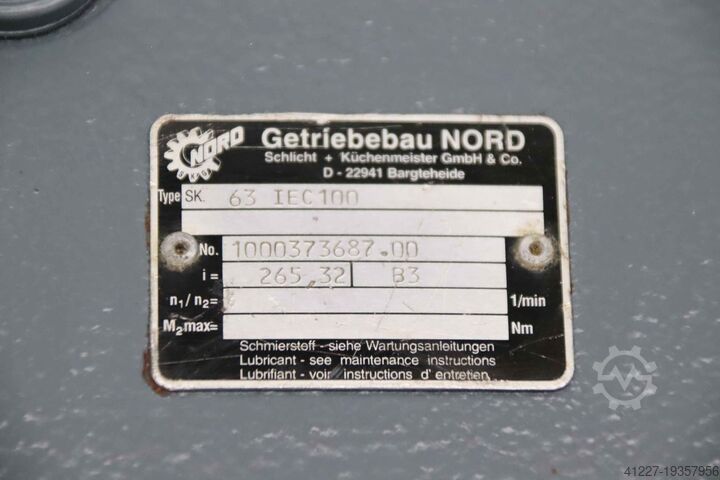 NORD
Getriebebau NORD
Schlicht + Küchenmeister GmbH & Co.
D - 22941 Bargteheide
Type SK. 63 IEC100
No. 1000373687.00
i = 265,32 B3
n1/n2= 1/min
M2max= Nm
Schmierstoff - siehe Wartungsanleitungen
Lubricant - see maintenance instructions
Lubrifiant - voir instructions d' entretien
41227-19357956